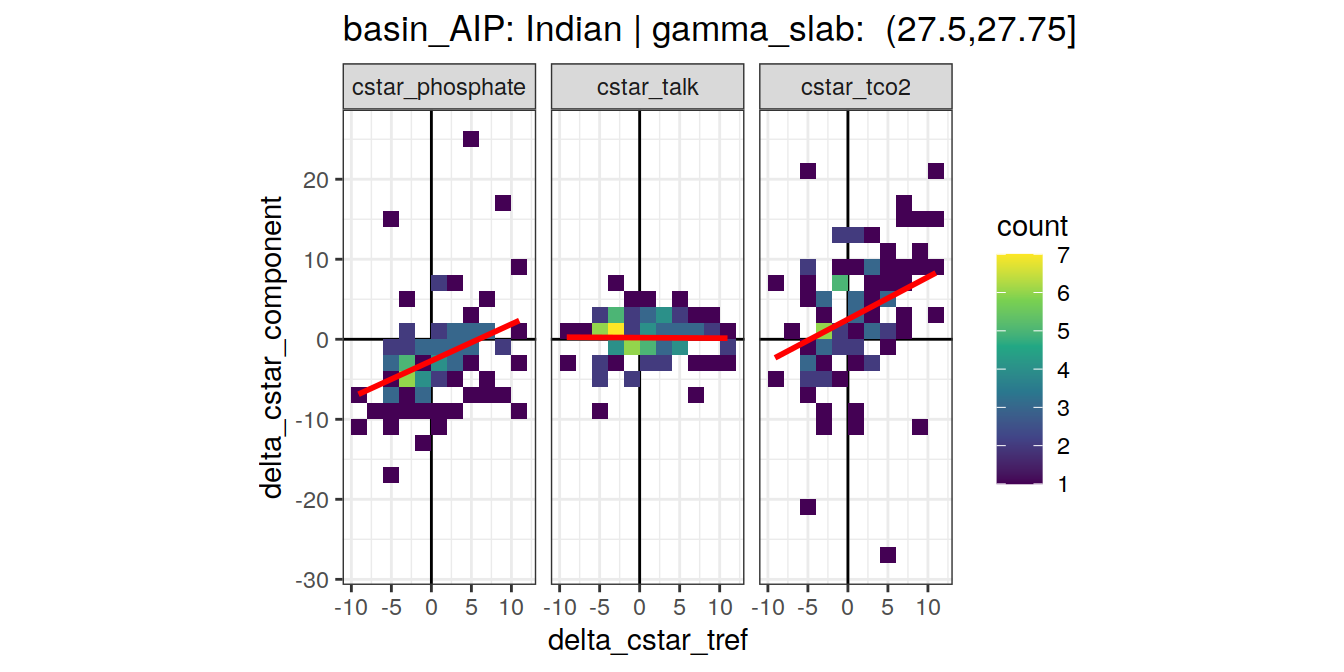 basin_AIP: Indian | gamma_slab:  (27.5,27.75]
cstar_phosphate
cstar_talk
cstar_tco2
delta_cstar_component
20
10
0
-10
-20
-30
-10 -5 0 5 10
-10 -5 0 5 10
-10 -5 0 5 10
delta_cstar_tref
count
7
6
5
4
3
2
1